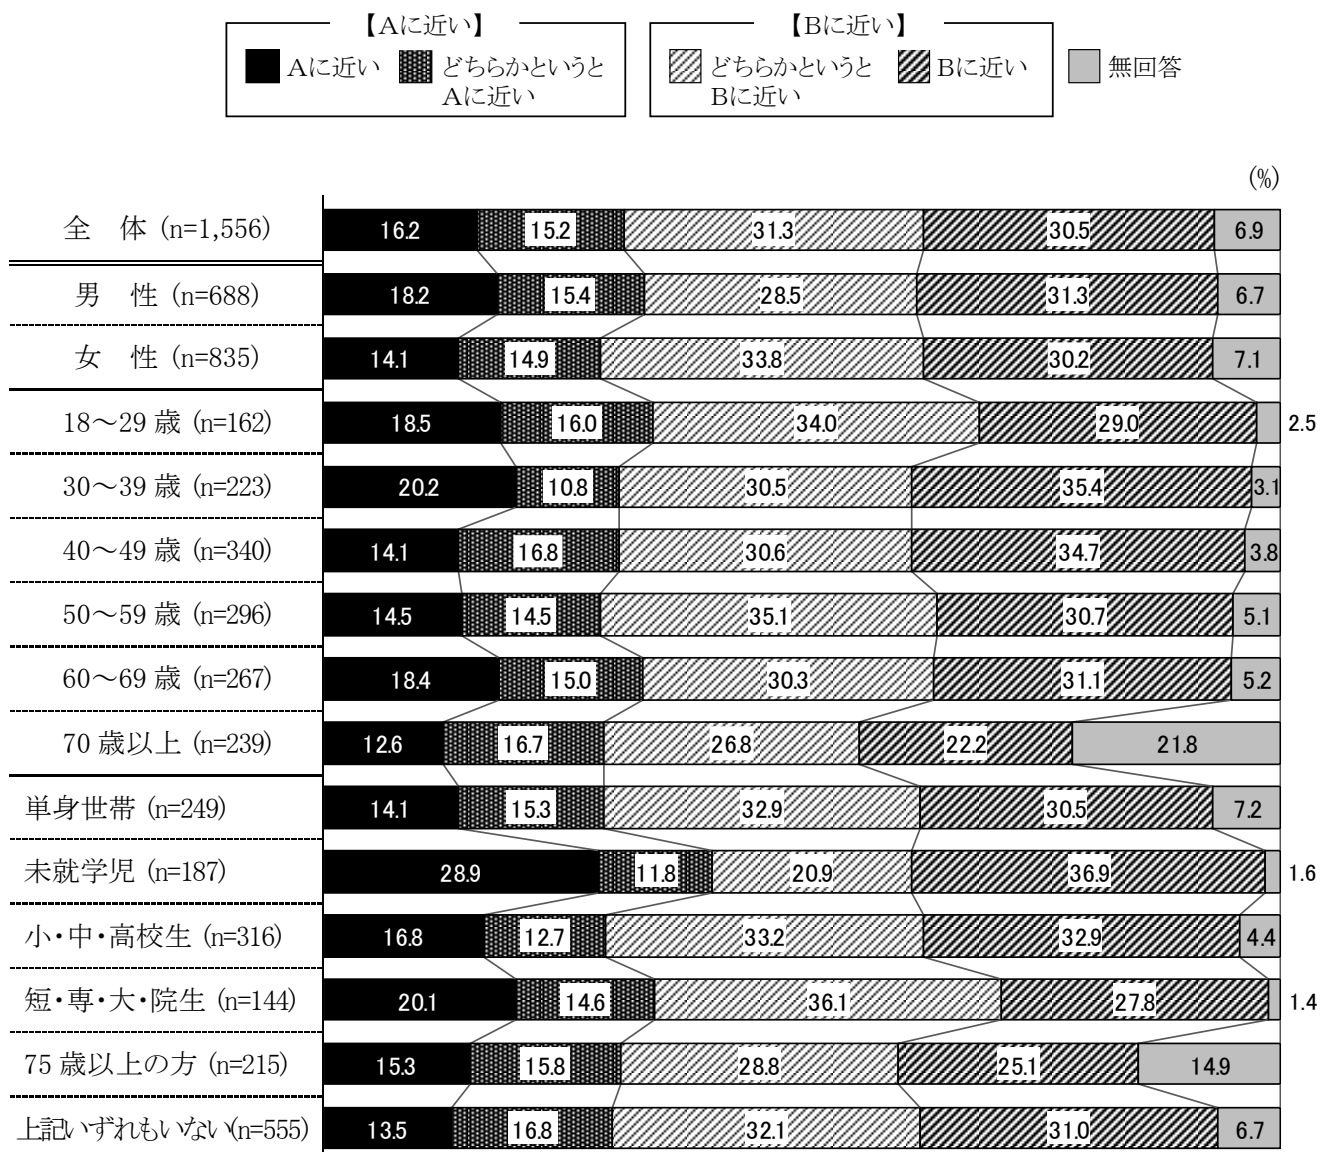 【Aに近い】 【Bに近い】
Aに近い どちらかというと どちらかというと Bに近い 無回答
Aに近い Bに近い
(%)
全 体 (n=1,556) 16.2 15.2 31.3 30.5 6.9
男 性 (n=688) 18.2 15.4 28.5 31.3 6.7
女 性 (n=835) 14.1 14.9 33.8 30.2 7.1
18～29 歳 (n=162) 18.5 16.0 34.0 29.0 2.5
30～39 歳 (n=223) 20.2 10.8 30.5 35.4 3.1
40～49 歳 (n=340) 14.1 16.8 30.6 34.7 3.8
50～59 歳 (n=296) 14.5 14.5 35.1 30.7 5.1
60～69 歳 (n=267) 18.4 15.0 30.3 31.1 5.2
70 歳以上 (n=239) 12.6 16.7 26.8 22.2 21.8
単身世帯 (n=249) 14.1 15.3 32.9 30.5 7.2
未就学児 (n=187) 28.9 11.8 20.9 36.9 1.6
小・中・高校生 (n=316) 16.8 12.7 33.2 32.9 4.4
短・専・大・院生 (n=144) 20.1 14.6 36.1 27.8 1.4
75 歳以上の方 (n=215) 15.3 15.8 28.8 25.1 14.9
上記いずれもいない(n=555) 13.5 16.8 32.1 31.0 6.7